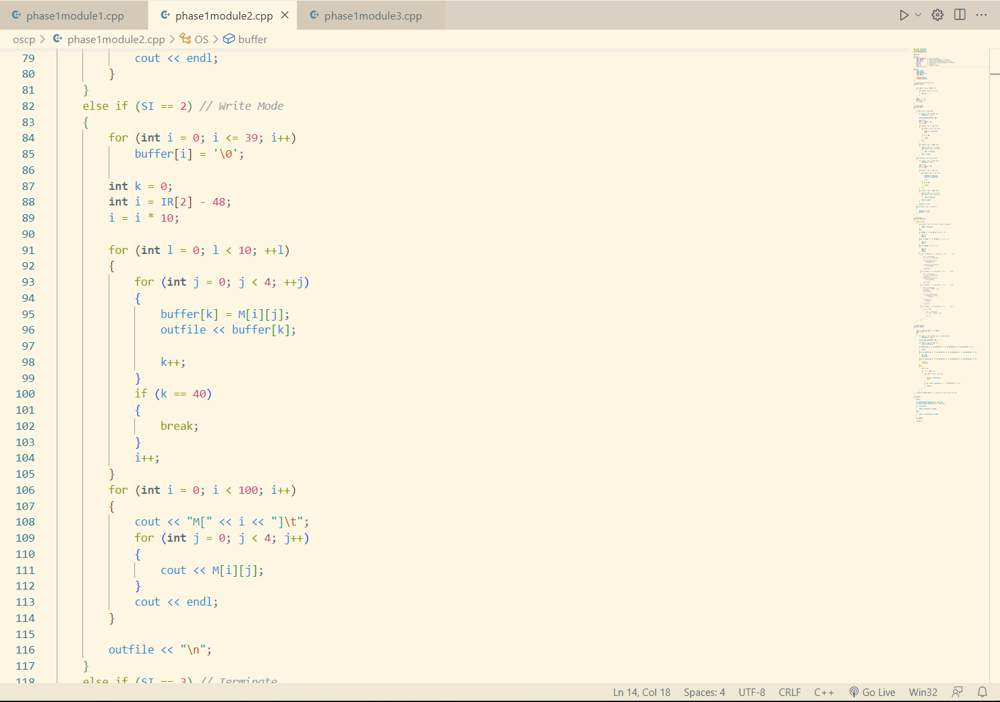 phase1module1.cpp phase1module2.cpp phase1module3.cpp
oscp > phase1module2.cpp > OS > buffer
79 cout << endl;
80 }
81 }
82 else if (SI == 2) // Write Mode
83 {
84 for (int i = 0; i <= 39; i++)
85 buffer[i] = '\0';
86
87 int k = 0;
88 int i = IR[2] - 48;
89 i = i * 10;
90
91 for (int l = 0; l < 10; ++l)
92 {
93 for (int j = 0; j < 4; ++j)
94 {
95 buffer[k] = M[i][j];
96 outfile << buffer[k];
97
98 k++;
99 }
100 if (k == 40)
101 {
102 break;
103 }
104 i++;
105 }
106 for (int i = 0; i < 100; i++)
107 {
108 cout << "M[" << i << "]\t";
109 for (int j = 0; j < 4; j++)
110 {
111 cout << M[i][j];
112 }
113 cout << endl;
114 }
115
116 outfile << "\n";
117 }
118 else if (SI == 3) // Terminate
Ln 14, Col 18 Spaces: 4 UTF-8 CRLF C++ Go Live Win32